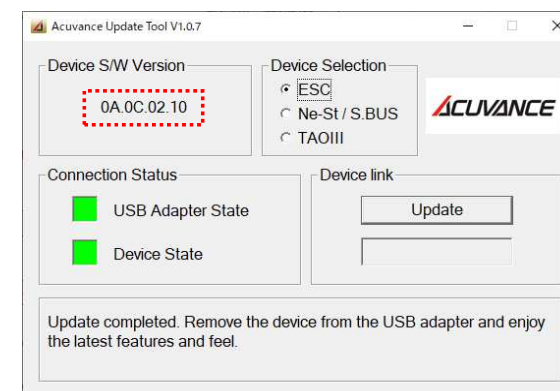 Acuvance Update Tool V1.0.7
Device S/W Version
0A.0C.02.10
Device Selection
ESC
Ne-St / S.BUS
TAOIII
ACUVANCE
Connection Status
USB Adapter State
Device State
Device link
Update
Update completed. Remove the device from the USB adapter and enjoy
the latest features and feel.